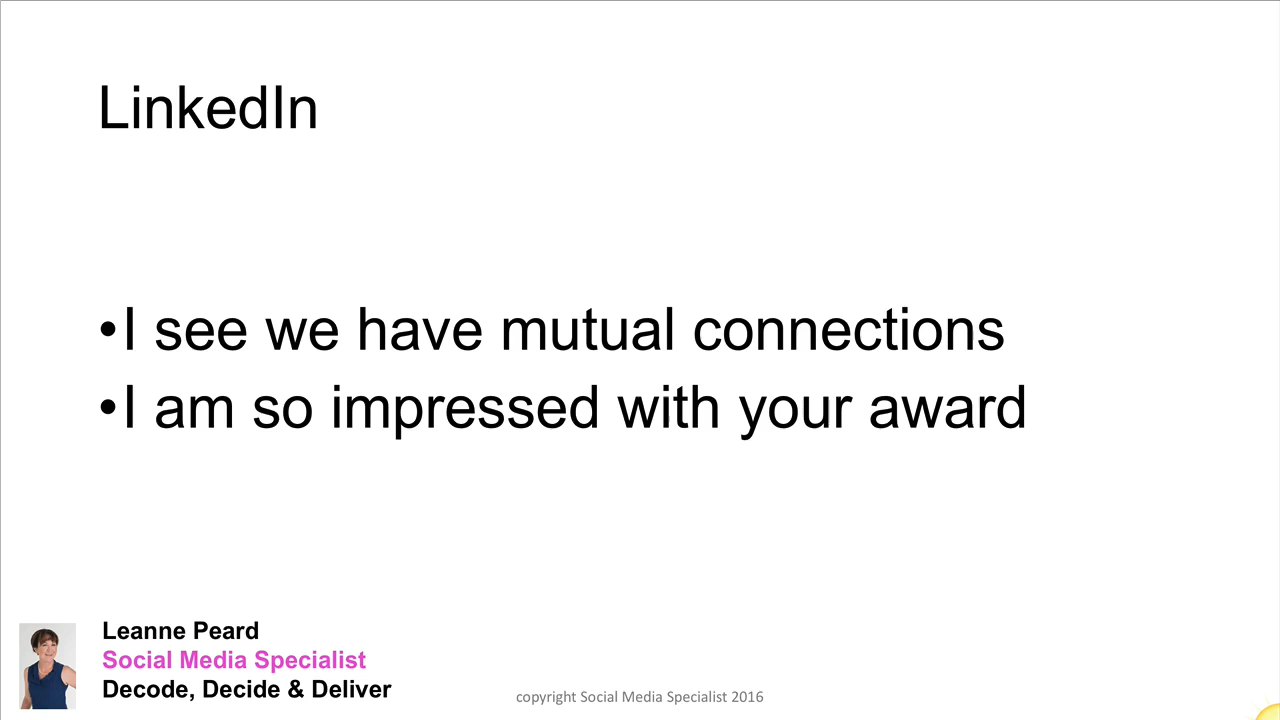 LinkedIn
•I see we have mutual connections
•I am so impressed with your award
Leanne Peard
Social Media Specialist
Decode, Decide & Deliver
copyright Social Media Specialist 2016